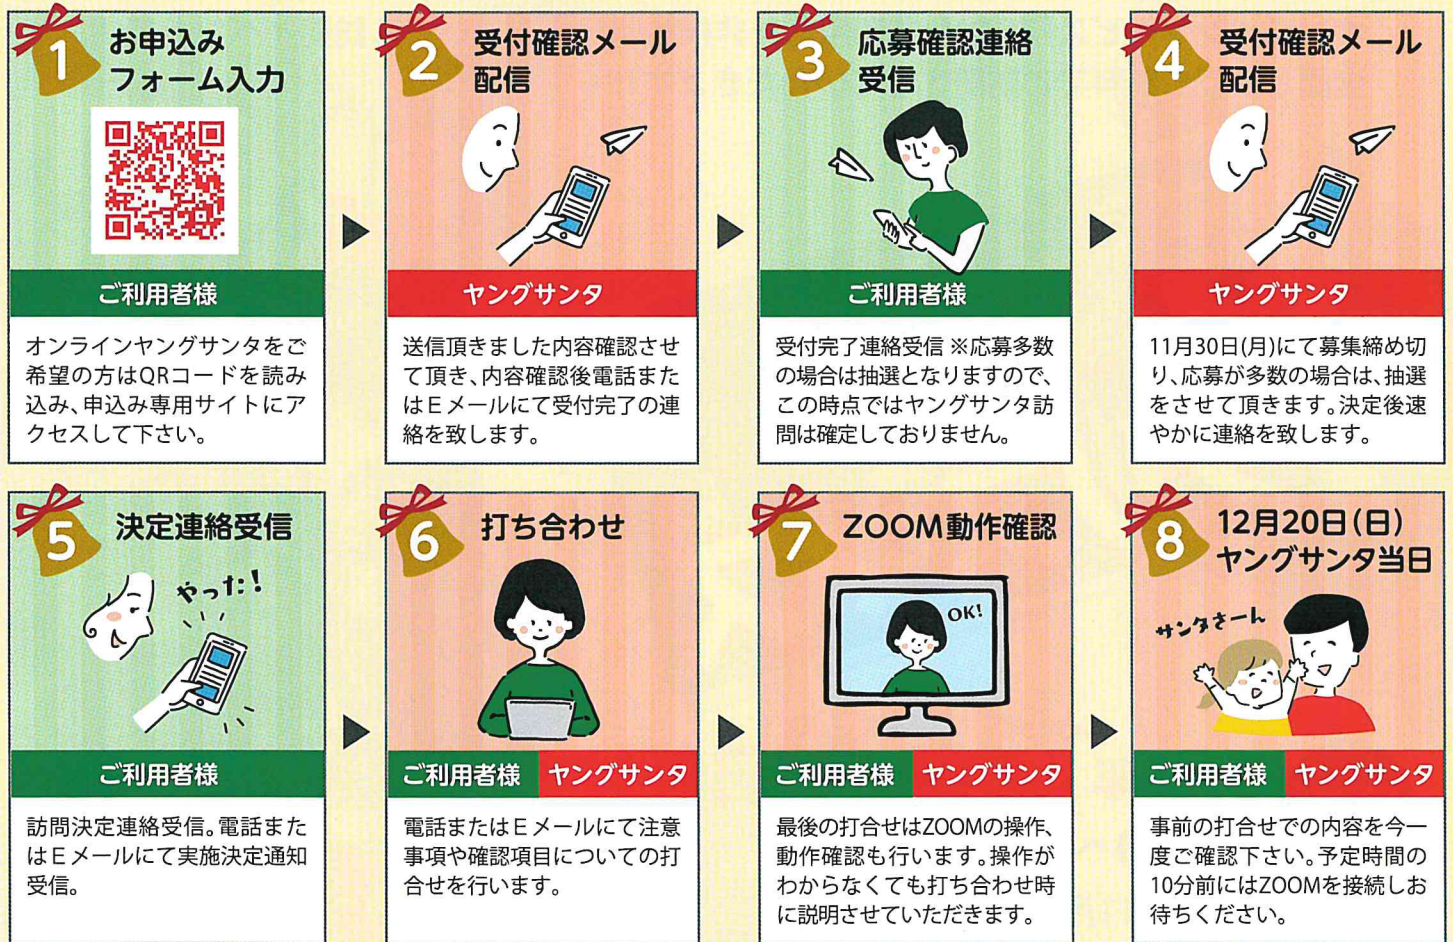 1
お申込み
フォーム入力
ご利用者様
オンラインヤングサンタをご
希望の方はQRコードを読み
込み、申込み専用サイトにア
クセスして下さい。
2
受付確認メール
配信
ヤングサンタ
送信頂きました内容確認させ
て頂き、内容確認後電話また
はEメールにて受付完了の連
絡を致します。
3
応募確認連絡
受信
ご利用者様
受付完了連絡受信 ※応募多数
の場合は抽選となりますので、
この時点ではヤングサンタ訪
問は確定しておりません。
4
受付確認メール
配信
ヤングサンタ
11月30日(月)にて募集締め切
り、応募が多数の場合は、抽選
をさせて頂きます。決定後速
やかに連絡を致します。
5
決定連絡受信
やった!
ご利用者様
訪問決定連絡受信。電話また
はEメールにて実施決定通知
受信。
6
打ち合わせ
ご利用者様 ヤングサンタ
電話またはEメールにて注意
事項や確認項目についての打
合せを行います。
7
ZOOM動作確認
OK!
ご利用者様 ヤングサンタ
最後の打合せはZOOMの操作、
動作確認も行います。操作が
わからなくても打ち合わせ時
に説明させていただきます。
8
12月20日(日)
ヤングサンタ当日
サンタさーん
ご利用者様 ヤングサンタ
事前の打合せでの内容を今一
度ご確認下さい。予定時間の
10分前にはZOOMを接続しお
待ちください。